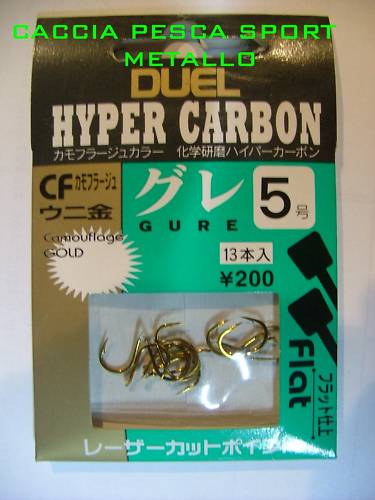 CACCIA PESCA SPORT
METALLO
DUEL
HYPER CARBON
カモフラージュカラー 化学研磨ハイパーカーボン
CF カモフラージュ
ウニ金
Camouflage
GOLD
グレ
GURE
5号
13本入
¥200
Flat
フラット仕上
レーザーカットポイ